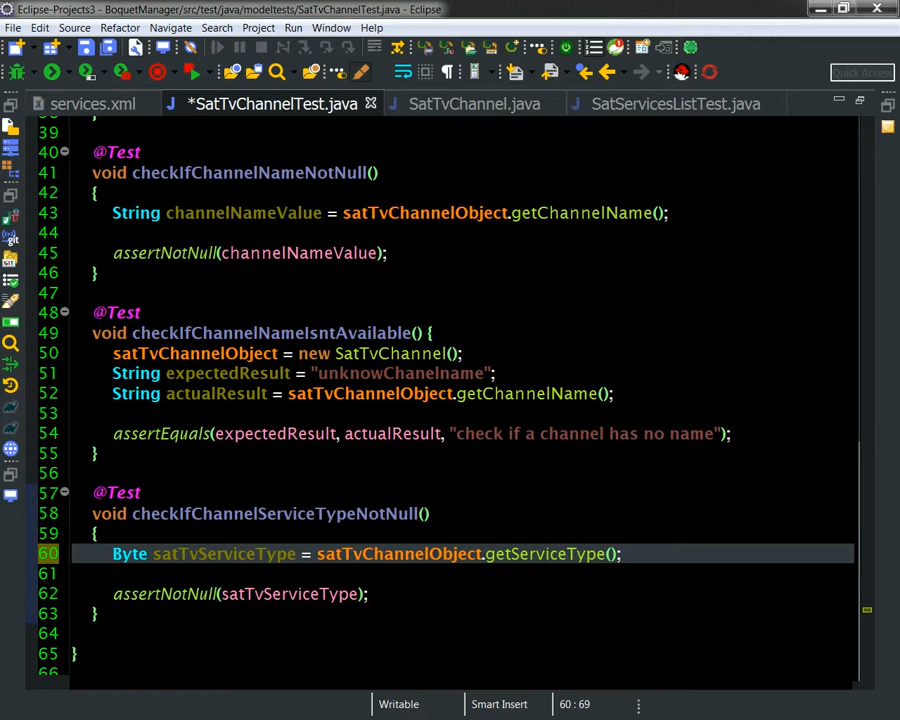 Eclipse-Projects3 - BoquetManager/src/test/java/modeltests/SatTvChannelTest.java - Eclipse
File Edit Source Refactor Navigate Search Project Run Window Help
Quick Access
services.xml *SatTvChannelTest.java SatTvChannel.java SatServicesListTest.java
39
40 @Test
41 void checkIfChannelNameNotNull()
42 {
43 String channelNameValue = satTvChannelObject.getChannelName();
44
45 assertNotNull(channelNameValue);
46 }
47
48 @Test
49 void checkIfChannelNameIsntAvailable() {
50 satTvChannelObject = new SatTvChannel();
51 String expectedResult = "unknowChanelname";
52 String actualResult = satTvChannelObject.getChannelName();
53
54 assertEquals(expectedResult, actualResult, "check if a channel has no name");
55 }
56
57 @Test
58 void checkIfChannelServiceTypeNotNull()
59 {
60 Byte satTvServiceType = satTvChannelObject.getServiceType();
61
62 assertNotNull(satTvServiceType);
63 }
64
65 }
66
Writable Smart Insert 60 : 69